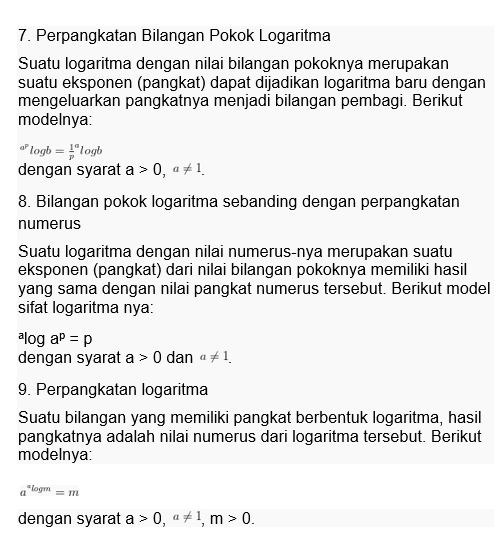 7. Perpangkatan Bilangan Pokok Logaritma
Suatu logaritma dengan nilai bilangan pokoknya merupakan
suatu eksponen (pangkat) dapat dijadikan logaritma baru dengan
mengeluarkan pangkatnya menjadi bilangan pembagi. Berikut
modelnya:
a^p logb = 1/p ^a logb
dengan syarat a > 0, a ≠ 1.
8. Bilangan pokok logaritma sebanding dengan perpangkatan
numerus
Suatu logaritma dengan nilai numerus-nya merupakan suatu
eksponen (pangkat) dari nilai bilangan pokoknya memiliki hasil
yang sama dengan nilai pangkat numerus tersebut. Berikut model
sifat logaritma nya:
ᵃlog aᵖ = p
dengan syarat a > 0 dan a ≠ 1.
9. Perpangkatan logaritma
Suatu bilangan yang memiliki pangkat berbentuk logaritma, hasil
pangkatnya adalah nilai numerus dari logaritma tersebut. Berikut
modelnya:
a^(ᵃlogm) = m
dengan syarat a > 0, a ≠ 1, m > 0.